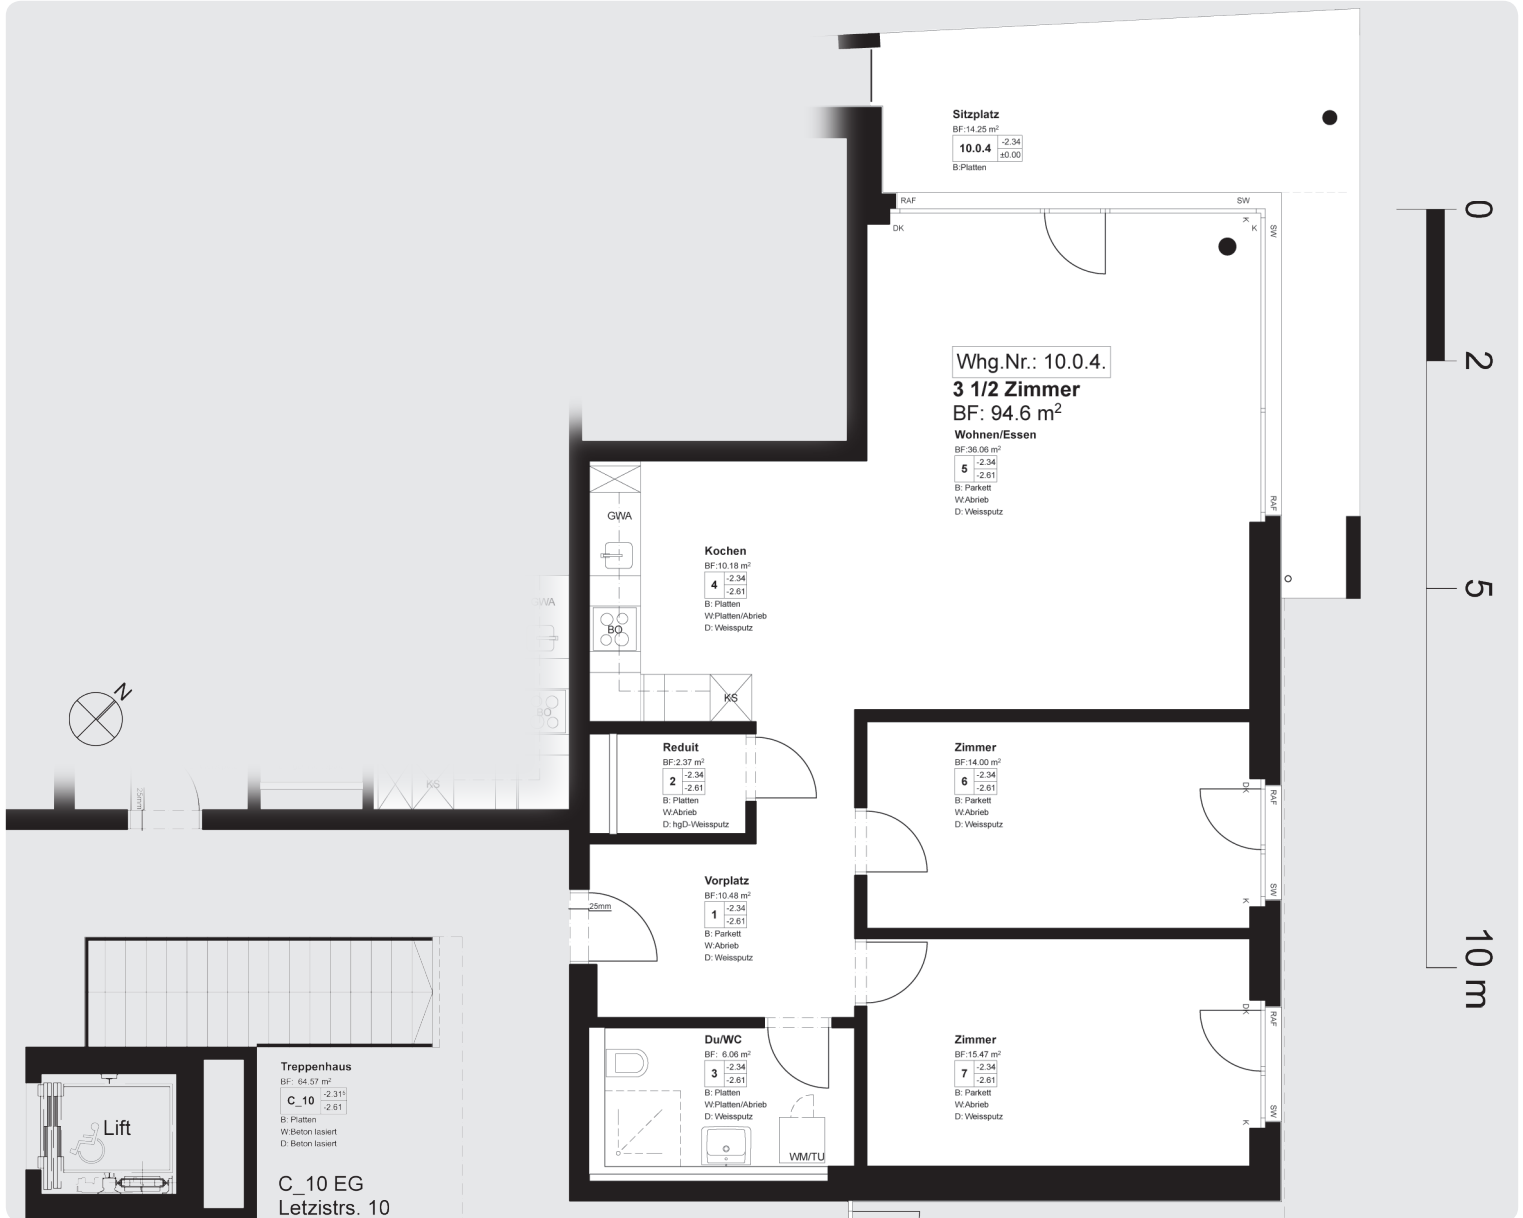 Sitzplatz
BF:14.25 m²
10.0.4
-2.34
±0.00
B:Platten
RAF
SW
DK
K
K
SW
0
2
5
10 m
Whg.Nr.: 10.0.4.
3 1/2 Zimmer
BF: 94.6 m²
Wohnen/Essen
BF:36.06 m²
5
-2.34
-2.61
B: Parkett
W:Abrieb
D: Weissputz
RAF
GWA
Kochen
BF:10.18 m²
4
-2.34
-2.61
B: Platten
W:Platten/Abrieb
D: Weissputz
BO
KS
GWA
BO
KS
25mm
N
Reduit
BF:2.37 m²
2
-2.34
-2.61
B: Platten
W:Abrieb
D: hgD-Weissputz
Zimmer
BF:14.00 m²
6
-2.34
-2.61
B: Parkett
W:Abrieb
D: Weissputz
DK
RAF
SW
K
Vorplatz
BF:10.48 m²
1
-2.34
-2.61
B: Parkett
W:Abrieb
D: Weissputz
25mm
Du/WC
BF: 6.06 m²
3
-2.34
-2.61
B: Platten
W:Platten/Abrieb
D: Weissputz
WM/TU
Zimmer
BF:15.47 m²
7
-2.34
-2.61
B: Parkett
W:Abrieb
D: Weissputz
DK
RAF
SW
K
Treppenhaus
BF: 64.57 m²
C_10
-2.31⁵
-2.61
B: Platten
W:Beton lasiert
D: Beton lasiert
Lift
C_10 EG
Letzistrs. 10